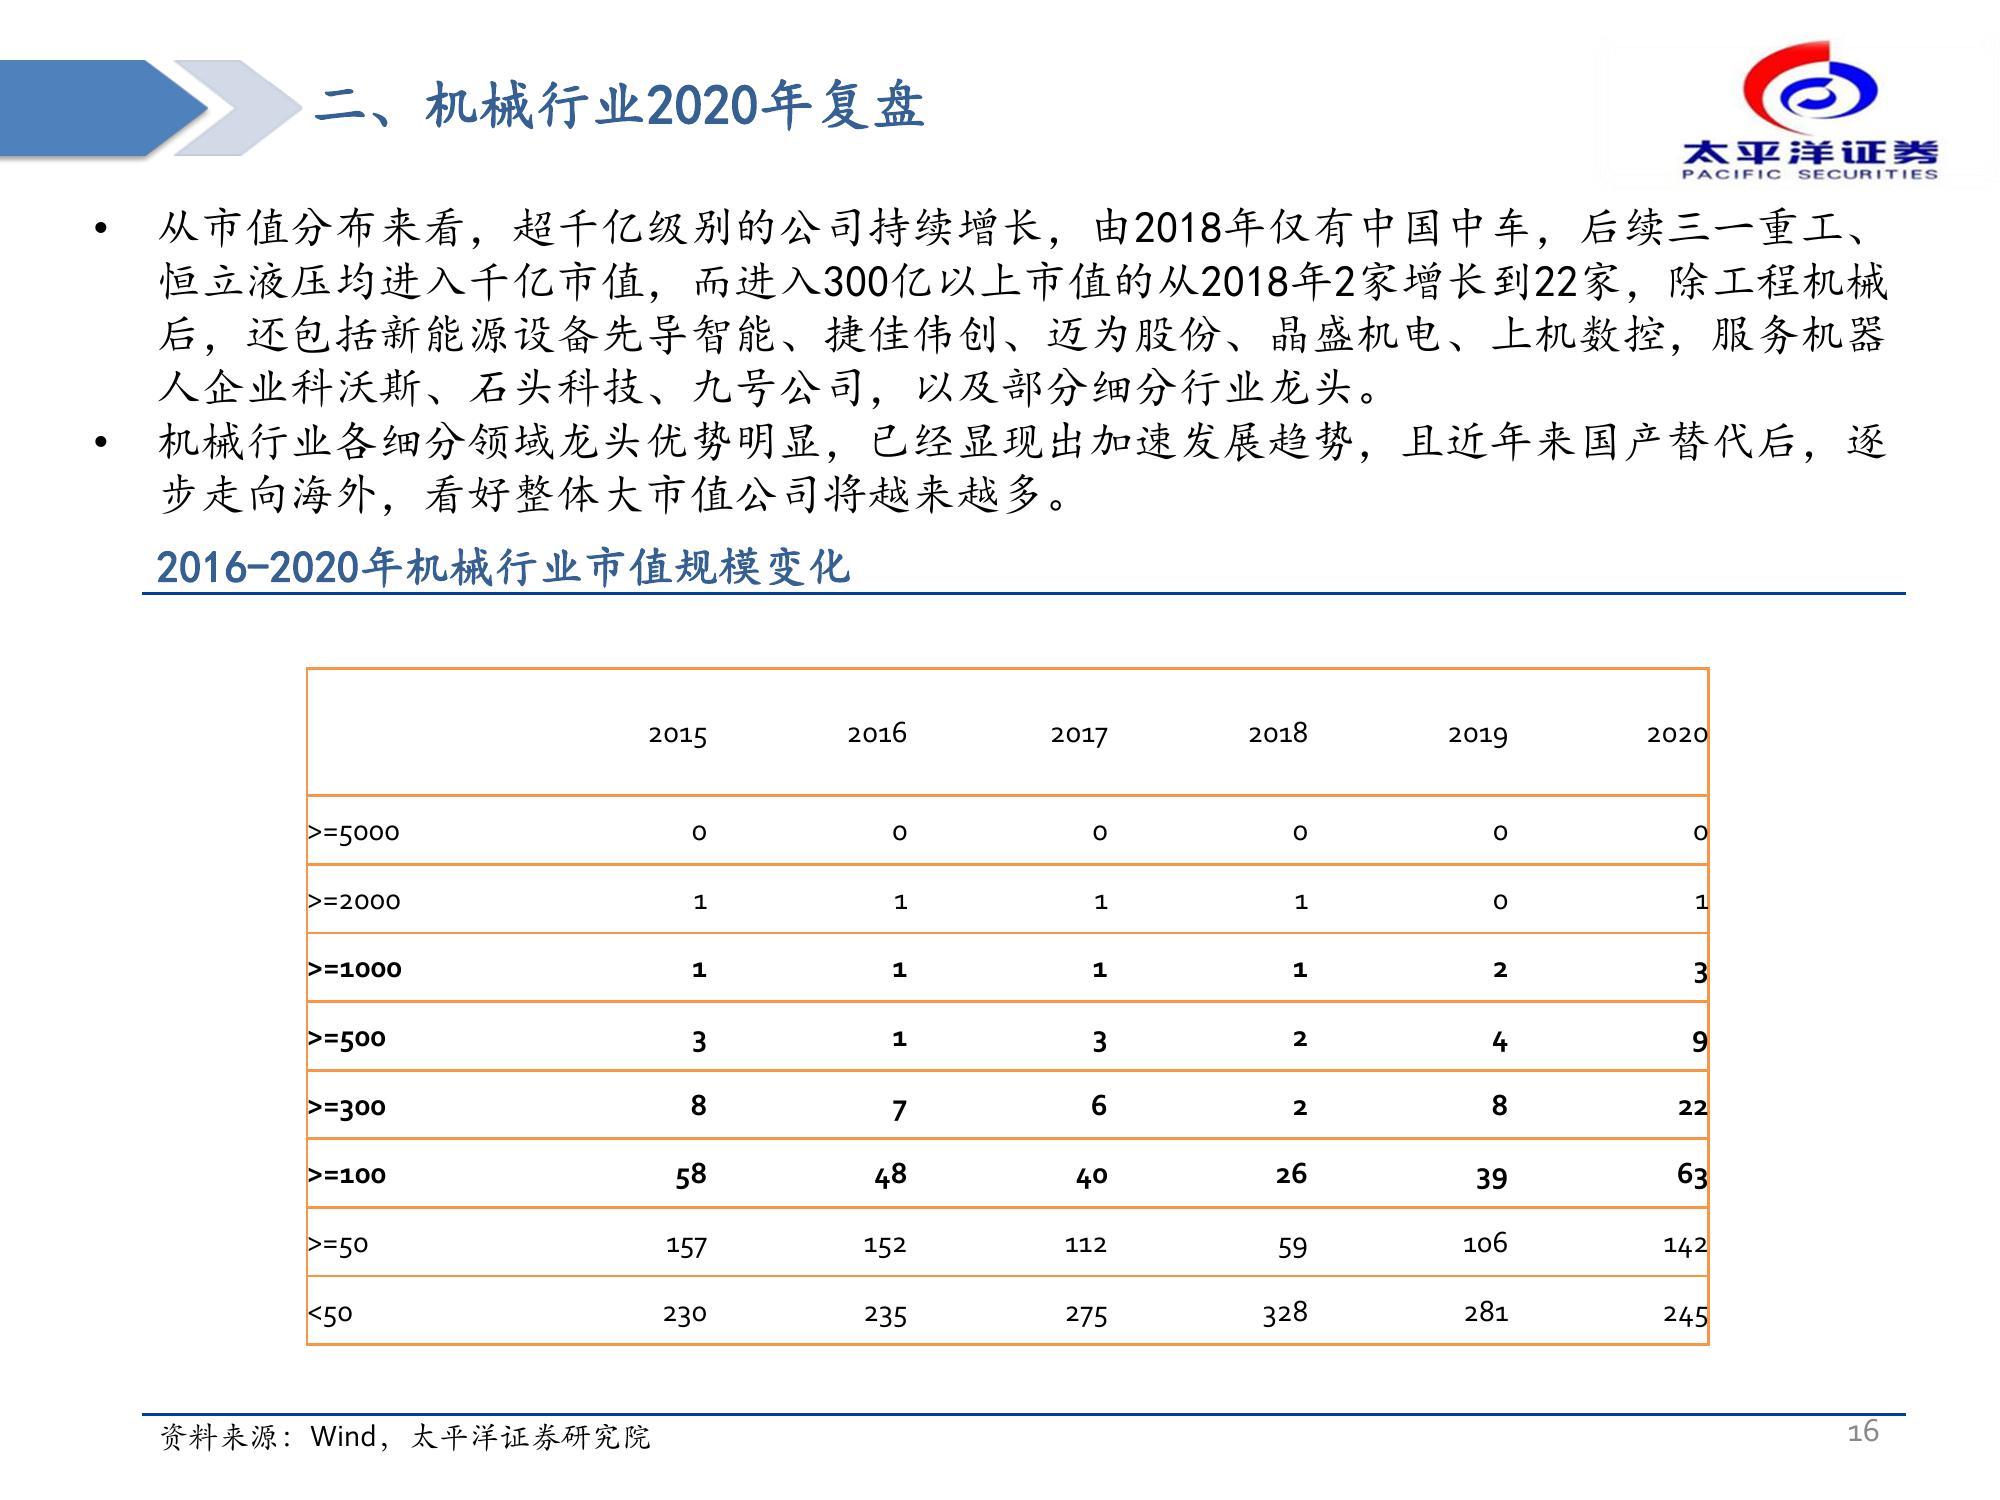 二、机械行业2020年复盘
太平洋证券
PACIFIC SECURITIES
• 从市值分布来看，超千亿级别的公司持续增长，由2018年仅有中国中车，后续三一重工、
恒立液压均进入千亿市值，而进入300亿以上市值的从2018年2家增长到22家，除工程机械
后，还包括新能源设备先导智能、捷佳伟创、迈为股份、晶盛机电、上机数控，服务机器
人企业科沃斯、石头科技、九号公司，以及部分细分行业龙头。
• 机械行业各细分领域龙头优势明显，已经显现出加速发展趋势，且近年来国产替代后，逐
步走向海外，看好整体大市值公司将越来越多。
2016-2020年机械行业市值规模变化
2015 2016 2017 2018 2019 2020
>=5000 0 0 0 0 0 0
>=2000 1 1 1 1 0 1
>=1000 1 1 1 1 2 3
>=500 3 1 3 2 4 9
>=300 8 7 6 2 8 22
>=100 58 48 40 26 39 63
>=50 157 152 112 59 106 142
<50 230 235 275 328 281 245
资料来源：Wind，太平洋证券研究院
16